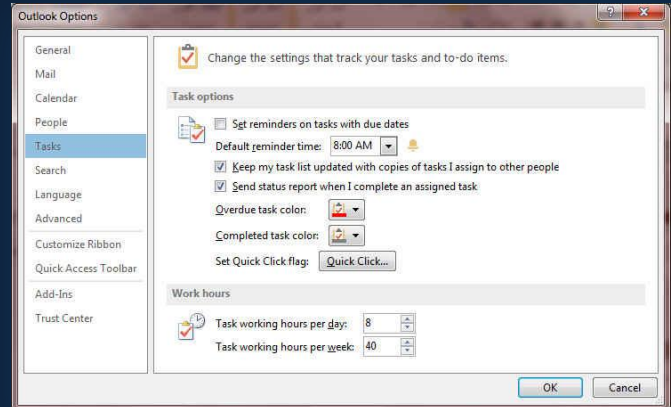 Outlook Options
General
Mail
Calendar
People
Tasks
Search
Language
Advanced
Customize Ribbon
Quick Access Toolbar
Add-Ins
Trust Center
Change the settings that track your tasks and to-do items.
Task options
Set reminders on tasks with due dates
Default reminder time: 8:00 AM
Keep my task list updated with copies of tasks I assign to other people
Send status report when I complete an assigned task
Overdue task color:
Completed task color:
Set Quick Click flag: Quick Click...
Work hours
Task working hours per day: 8
Task working hours per week: 40
OK Cancel